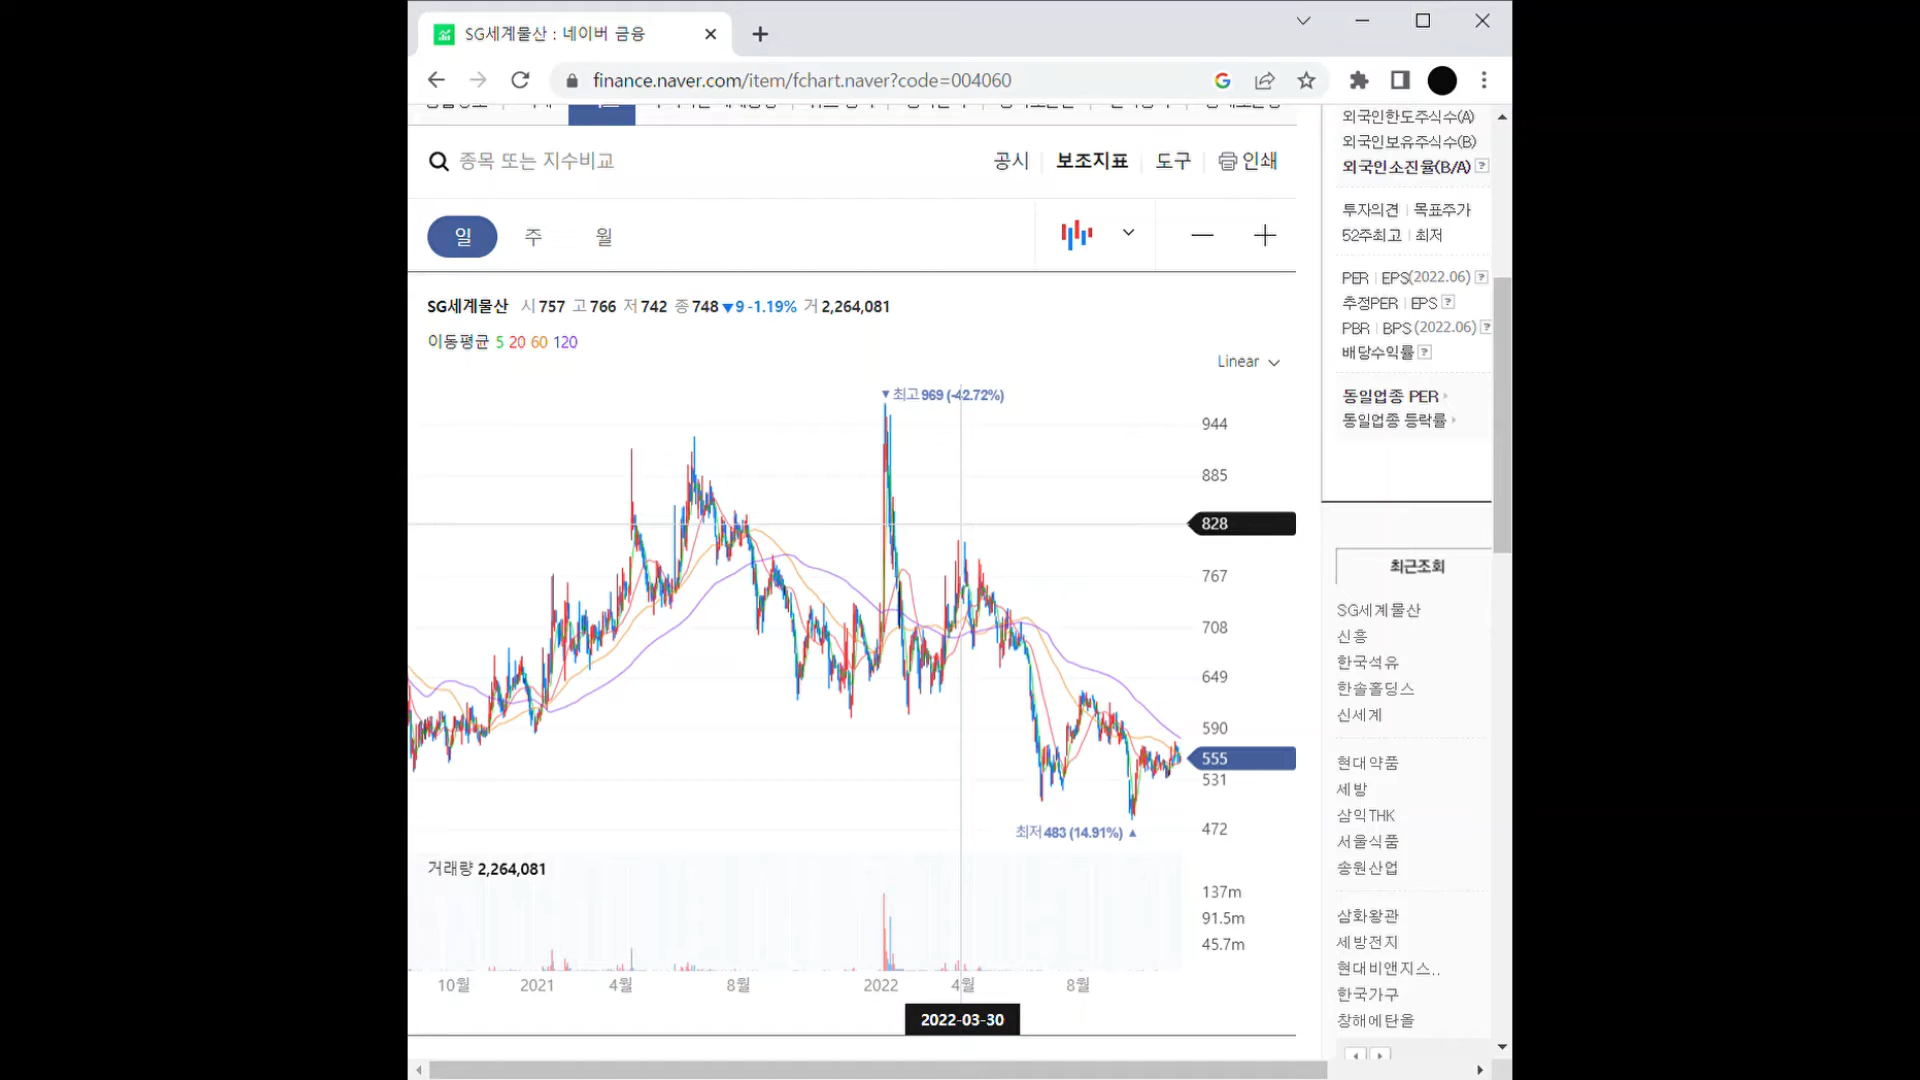 SG세계물산 : 네이버 금융
finance.naver.com/item/fchart.naver?code=004060
종목 또는 지수비교
공시
보조지표
도구
인쇄
일
주
월
SG세계물산 시 757 고 766 저 742 종 748 ▼9 -1.19% 거 2,264,081
이동평균 5 20 60 120
Linear
▼최고 969 (-42.72%)
944
885
828
767
708
649
590
555
531
최저 483 (14.91%) ▲
472
거래량 2,264,081
137m
91.5m
45.7m
10월 2021 4월 8월 2022 4월 8월
2022-03-30
외국인한도주식수(A)
외국인보유주식수(B)
외국인소진율(B/A) ?
투자의견 | 목표주가
52주최고 | 최저
PER | EPS(2022.06) ?
추정PER | EPS ?
PBR | BPS (2022.06) ?
배당수익률 ?
동일업종 PER
동일업종 등락률
최근조회
SG세계물산
신흥
한국석유
한솔홀딩스
신세계
현대약품
세방
삼익THK
서울식품
송원산업
삼화왕관
세방전지
현대비앤지스..
한국가구
창해에탄올